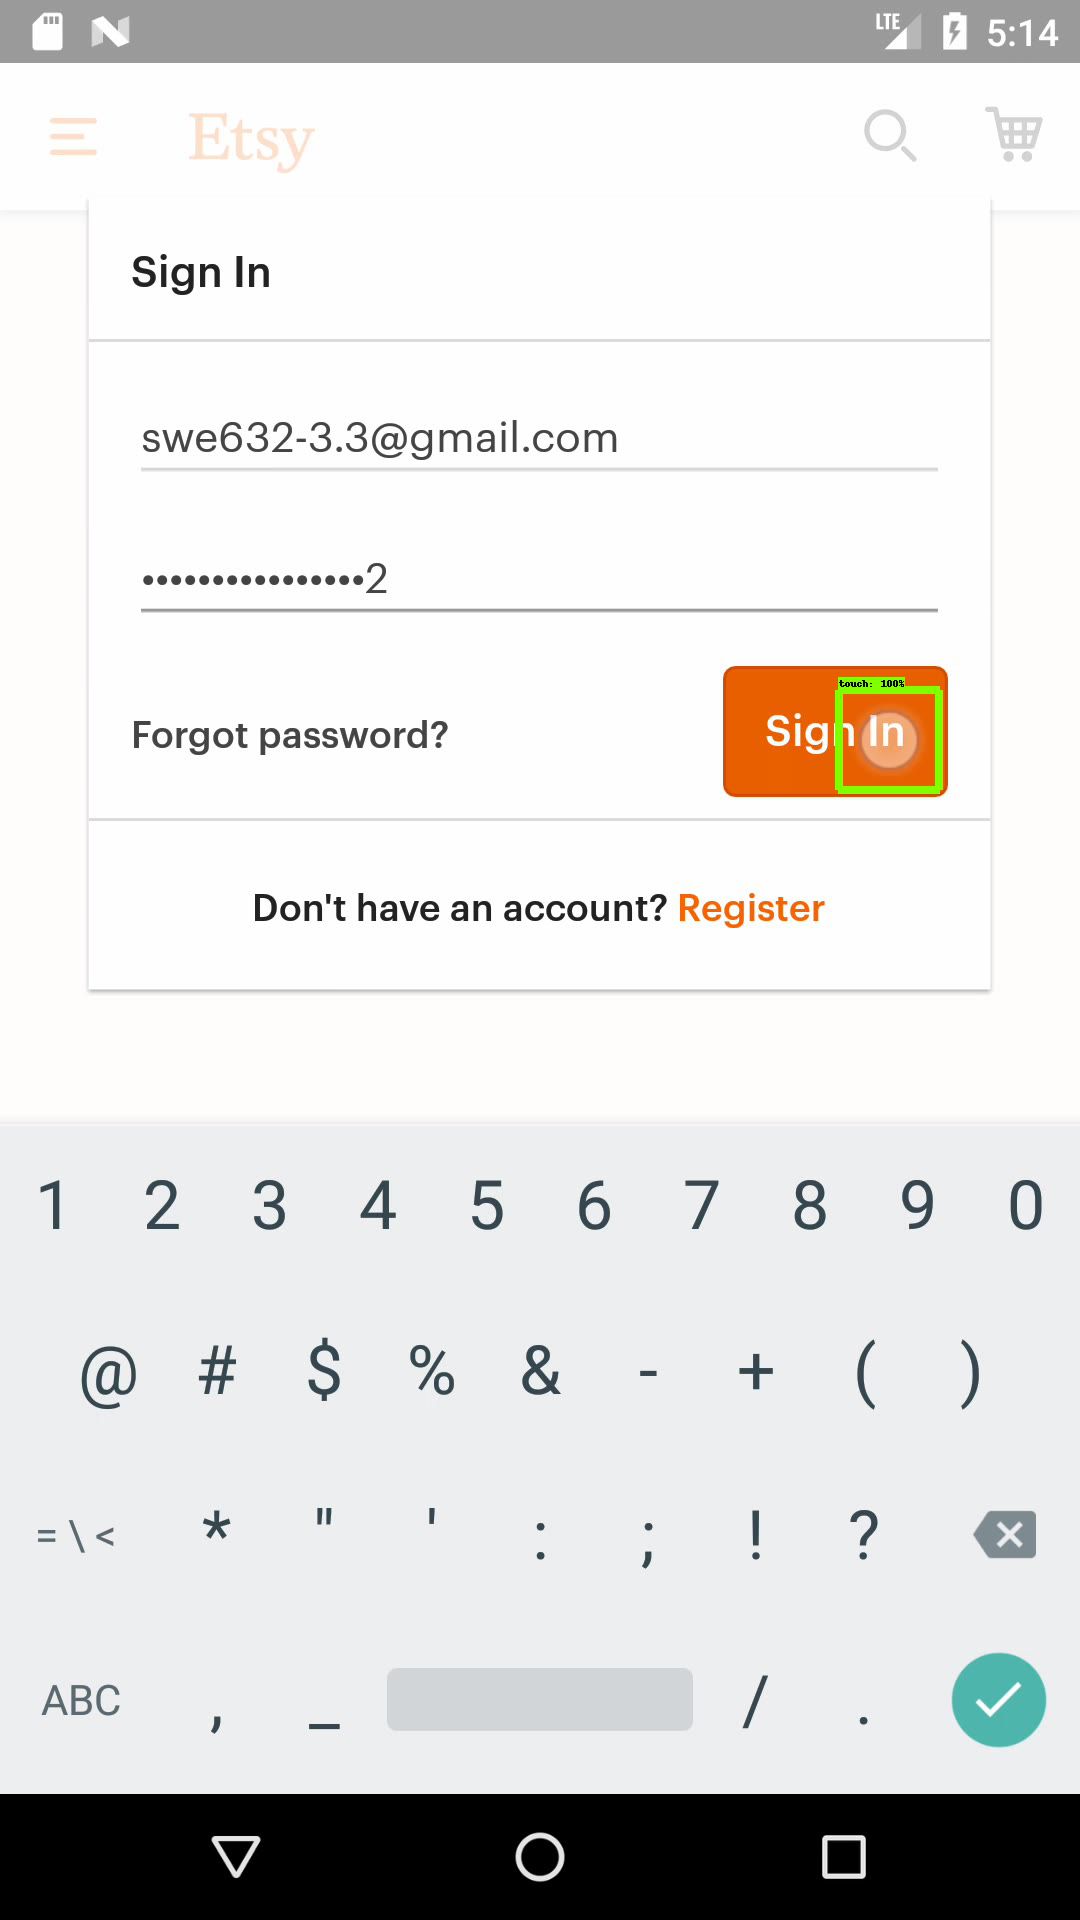 LTE 5:14
Etsy
Sign In
swe632-3.3@gmail.com
••••••••••••••••2
touch: 100%
Forgot password? Sign In
Don't have an account? Register
1 2 3 4 5 6 7 8 9 0
@ # $ % & - + ( )
= \ < * " ' : ; ! ?
ABC , _ / .